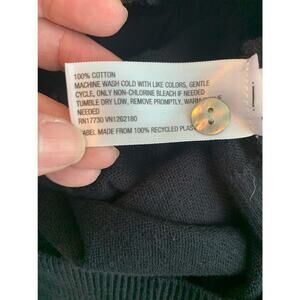 100% COTTON
MACHINE WASH COLD WITH LIKE COLORS, GENTLE
CYCLE, ONLY NON-CHLORINE BLEACH IF NEEDED
TUMBLE DRY LOW, REMOVE PROMPTLY, WARM
NEEDED
RN17730 VN1262180
LABEL MADE FROM 100% RECYCLED